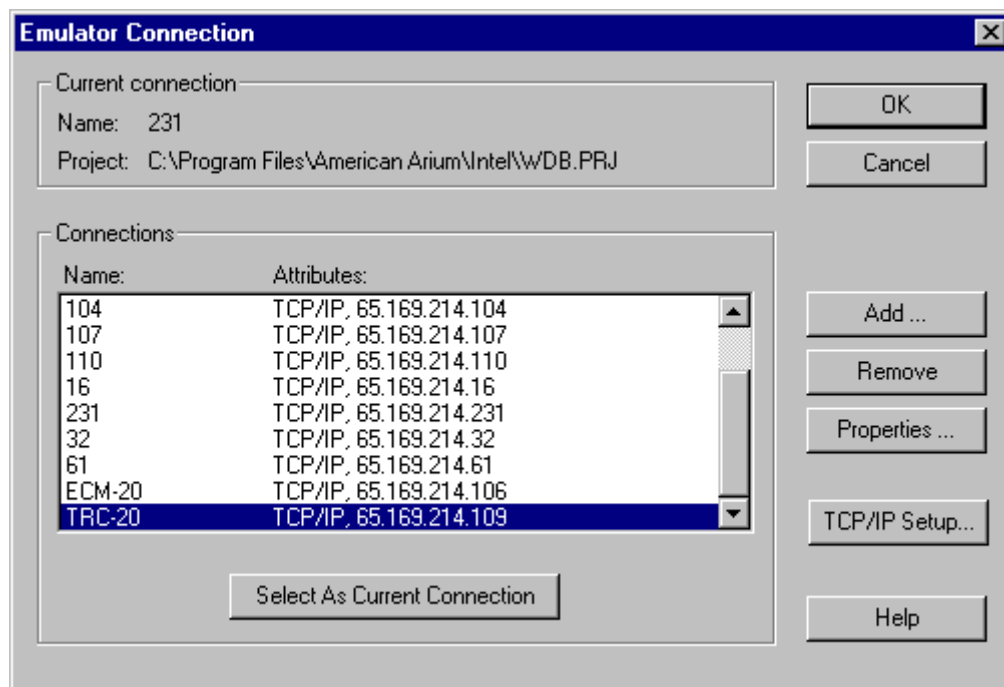 Emulator Connection
Current connection
Name: 231
Project: C:\Program Files\American Arium\Intel\WDB.PRJ
OK
Cancel
Connections
Name: Attributes:
104 TCP/IP, 65.169.214.104
107 TCP/IP, 65.169.214.107
110 TCP/IP, 65.169.214.110
16 TCP/IP, 65.169.214.16
231 TCP/IP, 65.169.214.231
32 TCP/IP, 65.169.214.32
61 TCP/IP, 65.169.214.61
ECM-20 TCP/IP, 65.169.214.106
TRC-20 TCP/IP, 65.169.214.109
Select As Current Connection
Add ...
Remove
Properties ...
TCP/IP Setup...
Help